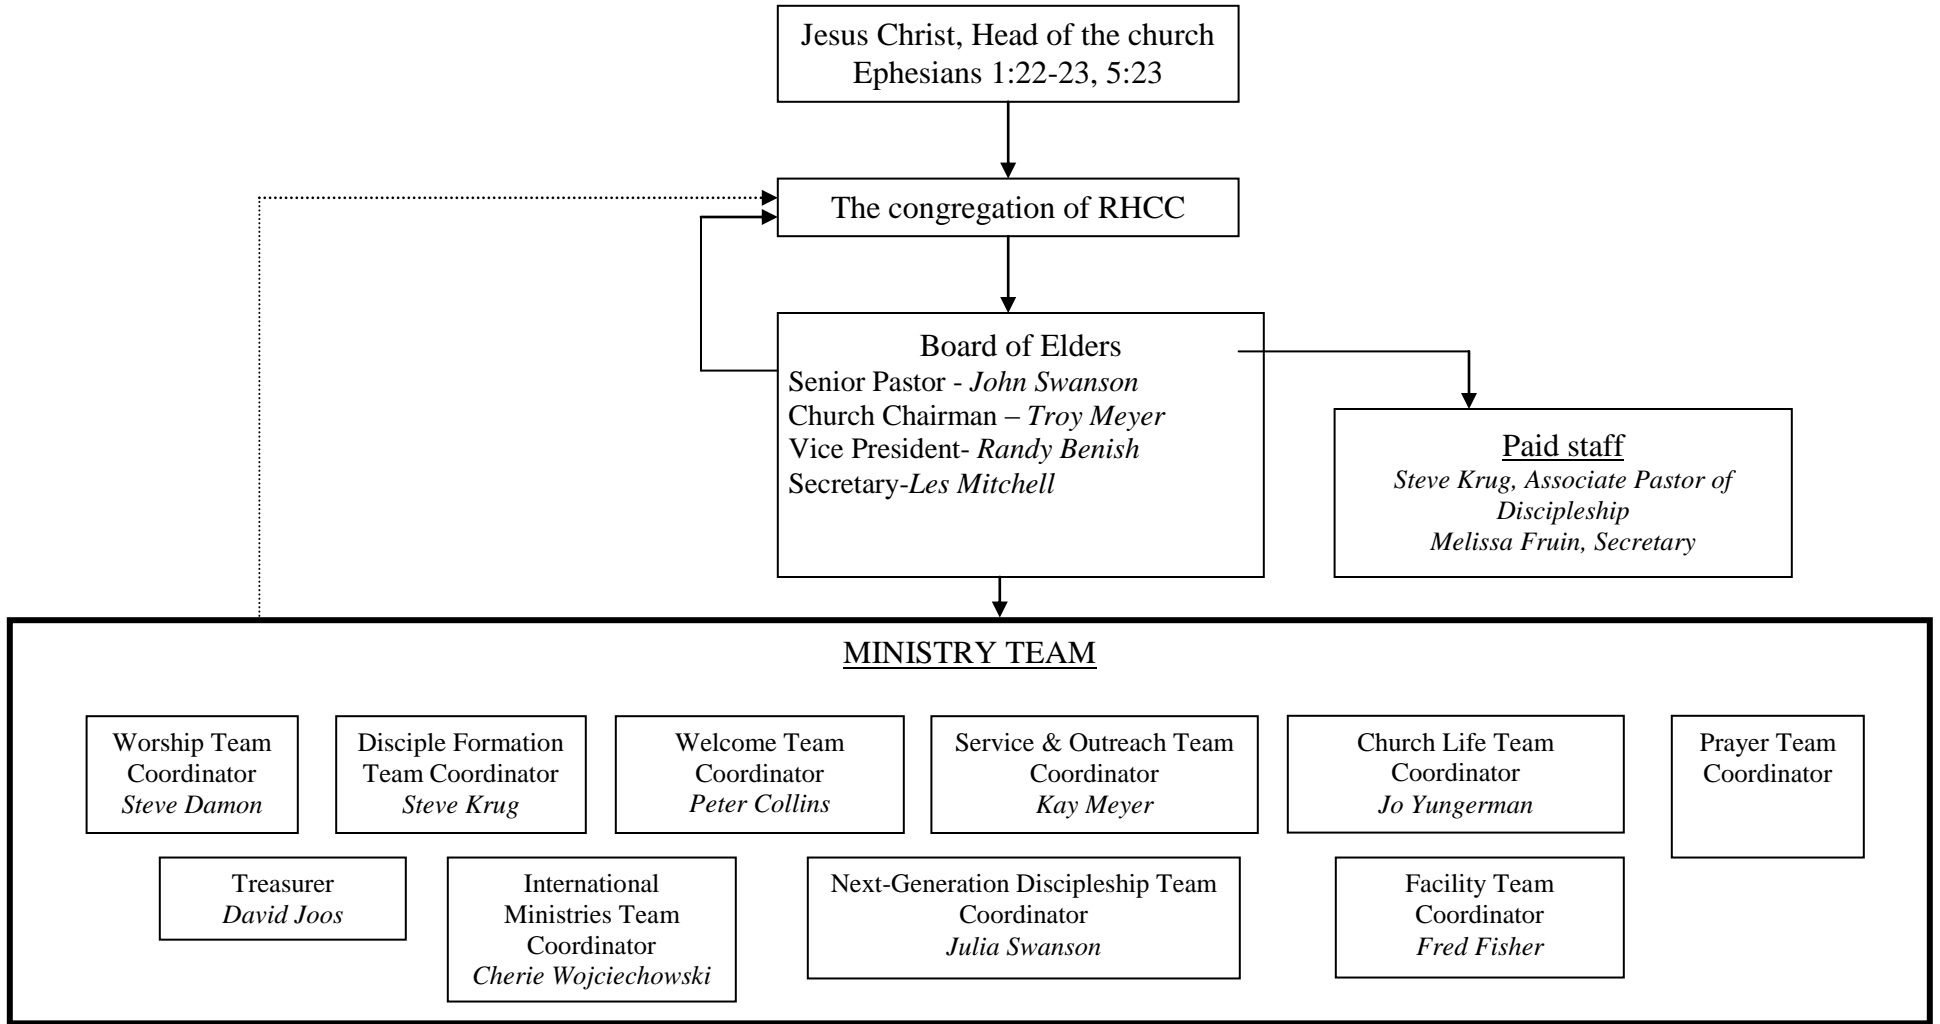 Jesus Christ, Head of the church
Ephesians 1:22-23, 5:23
The congregation of RHCC
Board of Elders
Senior Pastor - John Swanson
Church Chairman – Troy Meyer
Vice President- Randy Benish
Secretary-Les Mitchell
Paid staff
Steve Krug, Associate Pastor of
Discipleship
Melissa Fruin, Secretary
MINISTRY TEAM
Worship Team
Coordinator
Steve Damon
Disciple Formation
Team Coordinator
Steve Krug
Welcome Team
Coordinator
Peter Collins
Service & Outreach Team
Coordinator
Kay Meyer
Church Life Team
Coordinator
Jo Yungerman
Prayer Team
Coordinator
Treasurer
David Joos
International
Ministries Team
Coordinator
Cherie Wojciechowski
Next-Generation Discipleship Team
Coordinator
Julia Swanson
Facility Team
Coordinator
Fred Fisher